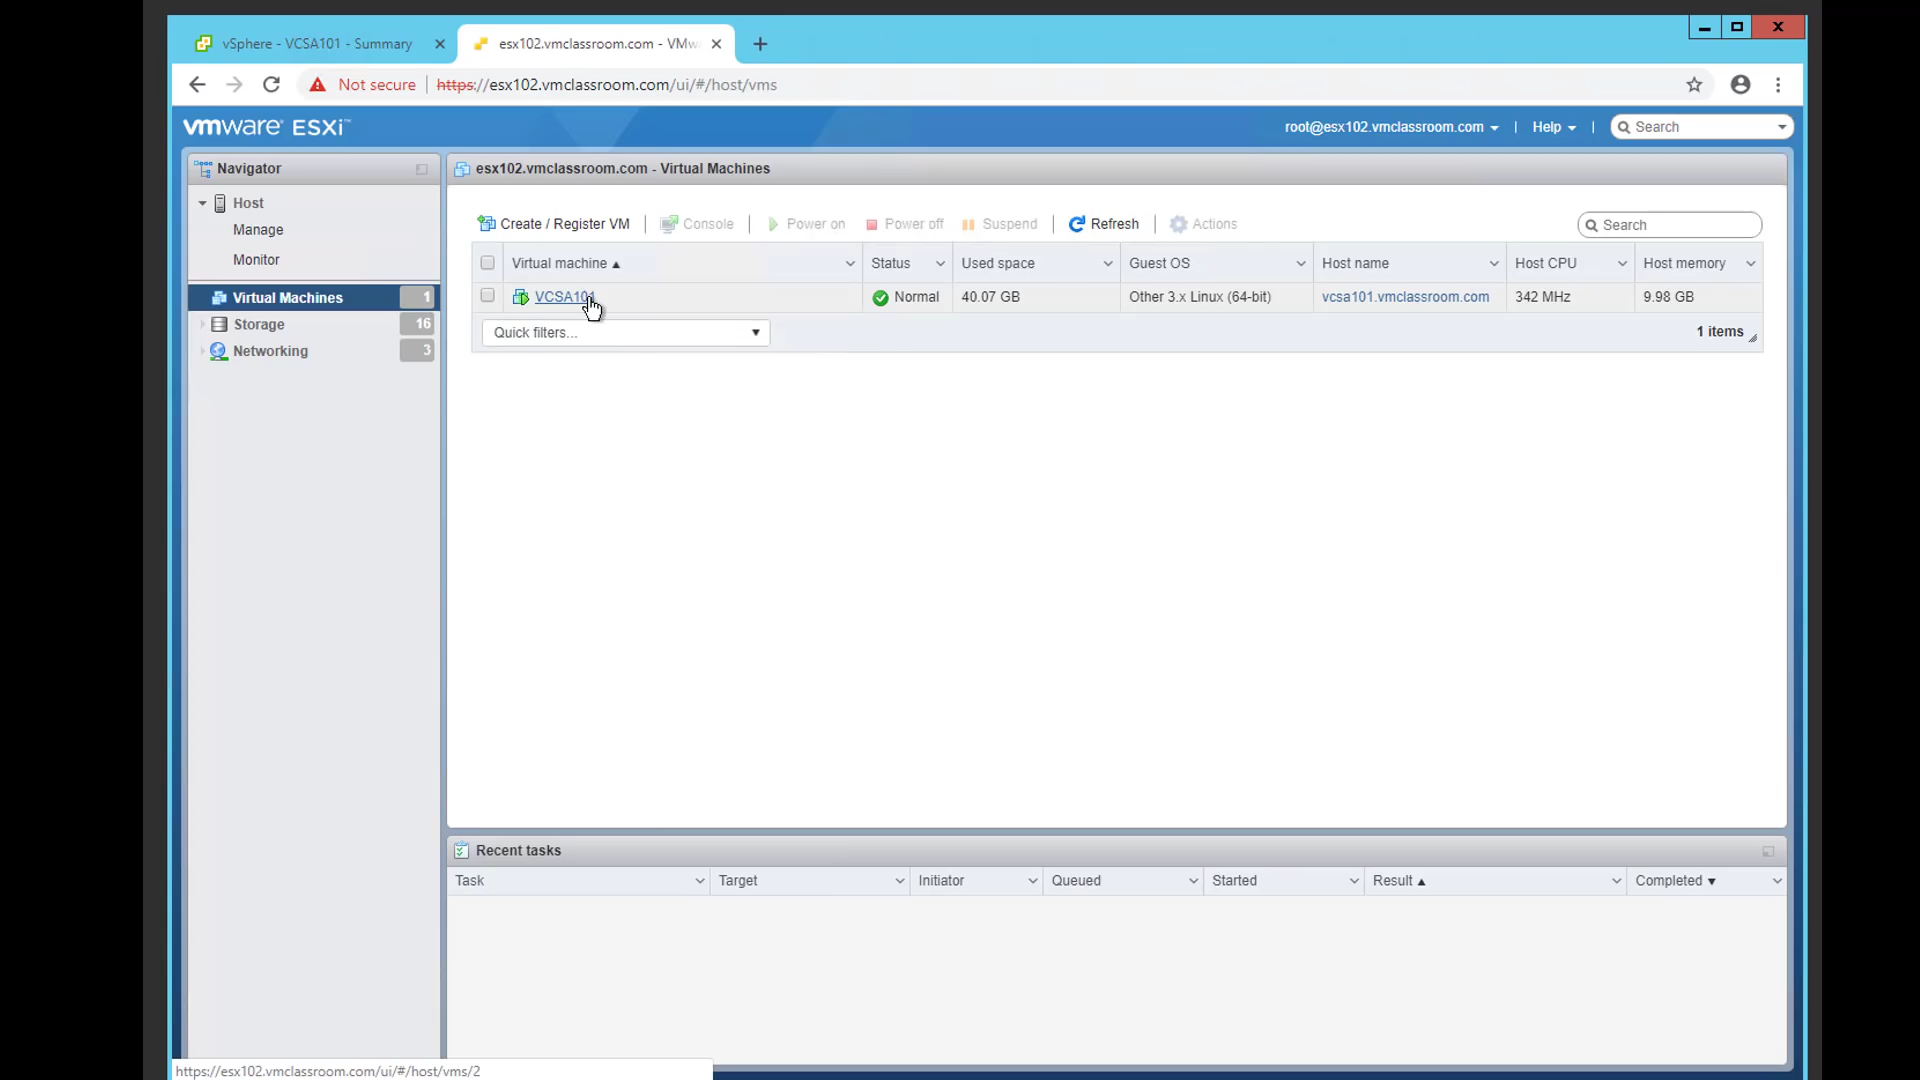 vSphere - VCSA101 - Summary
esx102.vmclassroom.com - VMw
Not secure
https://esx102.vmclassroom.com/ui/#/host/vms
vmware ESXi™
root@esx102.vmclassroom.com
Help
Search
Navigator
Host
Manage
Monitor
Virtual Machines 1
Storage 16
Networking 3
esx102.vmclassroom.com - Virtual Machines
Create / Register VM
Console
Power on
Power off
Suspend
Refresh
Actions
Search
Virtual machine ▲ Status Used space Guest OS Host name Host CPU Host memory
VCSA101 Normal 40.07 GB Other 3.x Linux (64-bit) vcsa101.vmclassroom.com 342 MHz 9.98 GB
Quick filters...
1 items
Recent tasks
Task Target Initiator Queued Started Result ▲ Completed ▼
https://esx102.vmclassroom.com/ui/#/host/vms/2